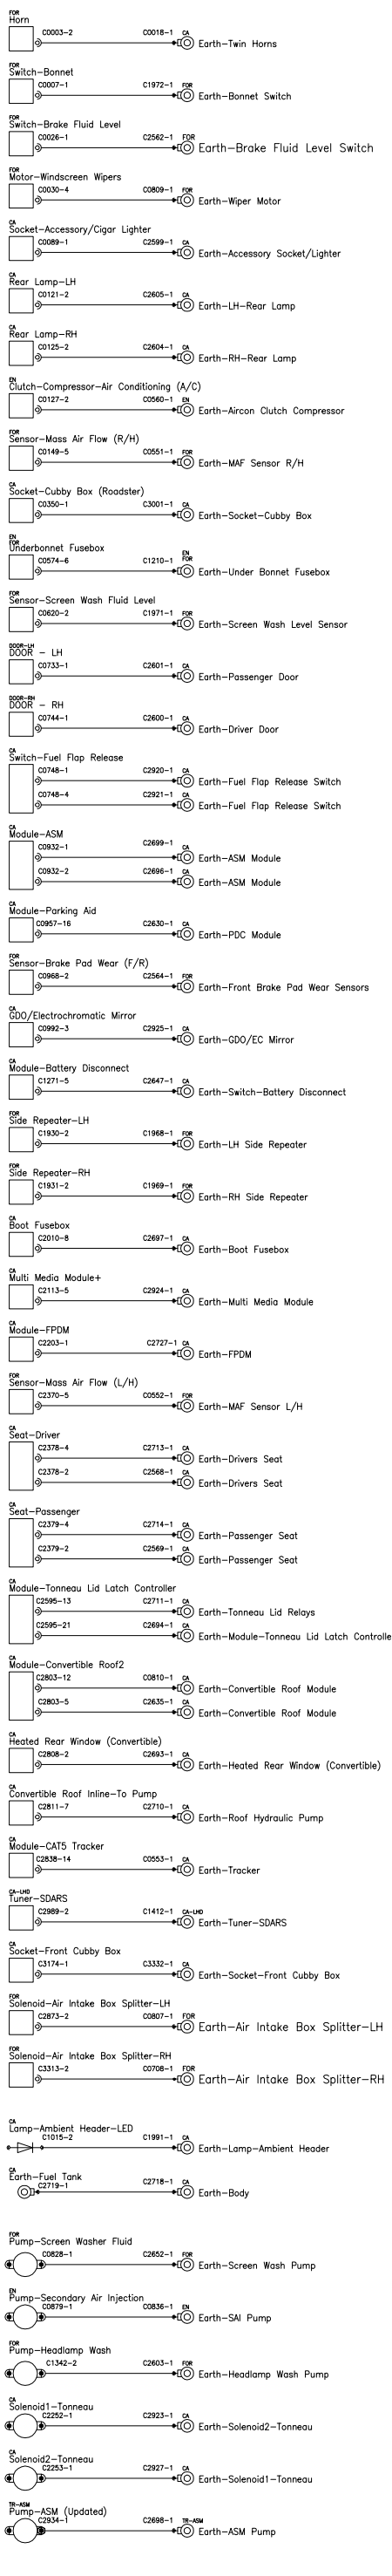 FOR
Horn
C0003-2 C0018-1 CA
Earth-Twin Horns
FOR
Switch-Bonnet
C0007-1 C1972-1 FOR
Earth-Bonnet Switch
FOR
Switch-Brake Fluid Level
C0026-1 C2562-1 FOR
Earth-Brake Fluid Level Switch
FOR
Motor-Windscreen Wipers
C0030-4 C0809-1 FOR
Earth-Wiper Motor
CA
Socket-Accessory/Cigar Lighter
C0089-1 C2599-1 CA
Earth-Accessory Socket/Lighter
CA
Rear Lamp-LH
C0121-2 C2605-1 CA
Earth-LH-Rear Lamp
CA
Rear Lamp-RH
C0125-2 C2604-1 CA
Earth-RH-Rear Lamp
EN
Clutch-Compressor-Air Conditioning (A/C)
C0127-2 C0560-1 EN
Earth-Aircon Clutch Compressor
FOR
Sensor-Mass Air Flow (R/H)
C0149-5 C0551-1 FOR
Earth-MAF Sensor R/H
CA
Socket-Cubby Box (Roadster)
C0350-1 C3001-1 CA
Earth-Socket-Cubby Box
EN
FOR
Underbonnet Fusebox
C0574-6 C1210-1 EN
FOR
Earth-Under Bonnet Fusebox
FOR
Sensor-Screen Wash Fluid Level
C0620-2 C1971-1 FOR
Earth-Screen Wash Level Sensor
DOOR-LH
DOOR - LH
C0733-1 C2601-1 CA
Earth-Passenger Door
DOOR-RH
DOOR - RH
C0744-1 C2600-1 CA
Earth-Driver Door
CA
Switch-Fuel Flap Release
C0748-1 C2920-1 CA
Earth-Fuel Flap Release Switch
C0748-4 C2921-1 CA
Earth-Fuel Flap Release Switch
CA
Module-ASM
C0932-1 C2699-1 CA
Earth-ASM Module
C0932-2 C2696-1 CA
Earth-ASM Module
CA
Module-Parking Aid
C0957-16 C2630-1 CA
Earth-PDC Module
FOR
Sensor-Brake Pad Wear (F/R)
C0968-2 C2564-1 FOR
Earth-Front Brake Pad Wear Sensors
CA
GDO/Electrochromatic Mirror
C0992-3 C2925-1 CA
Earth-GDO/EC Mirror
CA
Module-Battery Disconnect
C1271-5 C2647-1 CA
Earth-Switch-Battery Disconnect
FOR
Side Repeater-LH
C1930-2 C1968-1 FOR
Earth-LH Side Repeater
FOR
Side Repeater-RH
C1931-2 C1969-1 FOR
Earth-RH Side Repeater
CA
Boot Fusebox
C2010-8 C2697-1 CA
Earth-Boot Fusebox
CA
Multi Media Module+
C2113-5 C2924-1 CA
Earth-Multi Media Module
CA
Module-FPDM
C2203-1 C2727-1 CA
Earth-FPDM
FOR
Sensor-Mass Air Flow (L/H)
C2370-5 C0552-1 FOR
Earth-MAF Sensor L/H
CA
Seat-Driver
C2378-4 C2713-1 CA
Earth-Drivers Seat
C2378-2 C2568-1 CA
Earth-Drivers Seat
CA
Seat-Passenger
C2379-4 C2714-1 CA
Earth-Passenger Seat
C2379-2 C2569-1 CA
Earth-Passenger Seat
CA
Module-Tonneau Lid Latch Controller
C2595-13 C2711-1 CA
Earth-Tonneau Lid Relays
C2595-21 C2694-1 CA
Earth-Module-Tonneau Lid Latch Controlle
CA
Module-Convertible Roof2
C2803-12 C0810-1 CA
Earth-Convertible Roof Module
C2803-5 C2635-1 CA
Earth-Convertible Roof Module
CA
Heated Rear Window (Convertible)
C2808-2 C2693-1 CA
Earth-Heated Rear Window (Convertible)
CA
Convertible Roof Inline-To Pump
C2811-7 C2710-1 CA
Earth-Roof Hydraulic Pump
CA
Module-CAT5 Tracker
C2838-14 C0553-1 CA
Earth-Tracker
CA-LHD
Tuner-SDARS
C2989-2 C1412-1 CA-LHD
Earth-Tuner-SDARS
CA
Socket-Front Cubby Box
C3174-1 C3332-1 CA
Earth-Socket-Front Cubby Box
FOR
Solenoid-Air Intake Box Splitter-LH
C2873-2 C0807-1 FOR
Earth-Air Intake Box Splitter-LH
FOR
Solenoid-Air Intake Box Splitter-RH
C3313-2 C0708-1 FOR
Earth-Air Intake Box Splitter-RH
CA
Lamp-Ambient Header-LED
C1015-2 C1991-1 CA
Earth-Lamp-Ambient Header
CA
Earth-Fuel Tank
C2719-1 C2718-1 CA
Earth-Body
FOR
Pump-Screen Washer Fluid
C0828-1 C2652-1 FOR
Earth-Screen Wash Pump
EN
Pump-Secondary Air Injection
C0879-1 C0836-1 EN
Earth-SAI Pump
FOR
Pump-Headlamp Wash
C1342-2 C2603-1 FOR
Earth-Headlamp Wash Pump
CA
Solenoid1-Tonneau
C2252-1 C2923-1 CA
Earth-Solenoid2-Tonneau
CA
Solenoid2-Tonneau
C2253-1 C2927-1 CA
Earth-Solenoid1-Tonneau
TR-ASM
Pump-ASM (Updated)
C2934-1 C2698-1 TR-ASM
Earth-ASM Pump